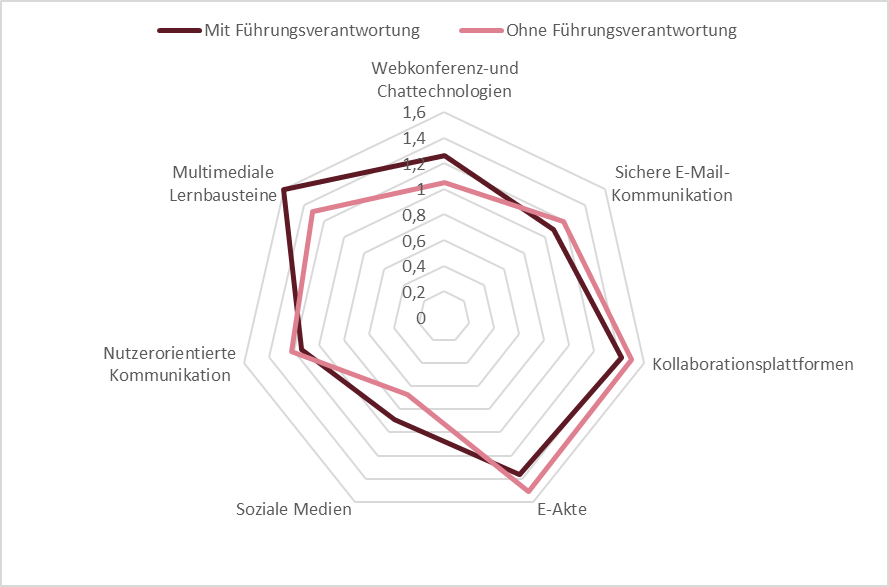 Mit Führungsverantwortung
Ohne Führungsverantwortung
Webkonferenz-und
Chattechnologien
1,6
1,4
1,2
1
0,8
0,6
0,4
0,2
0
Sichere E-Mail-
Kommunikation
Kollaborationsplattformen
E-Akte
Soziale Medien
Nutzerorientierte
Kommunikation
Multimediale
Lernbausteine